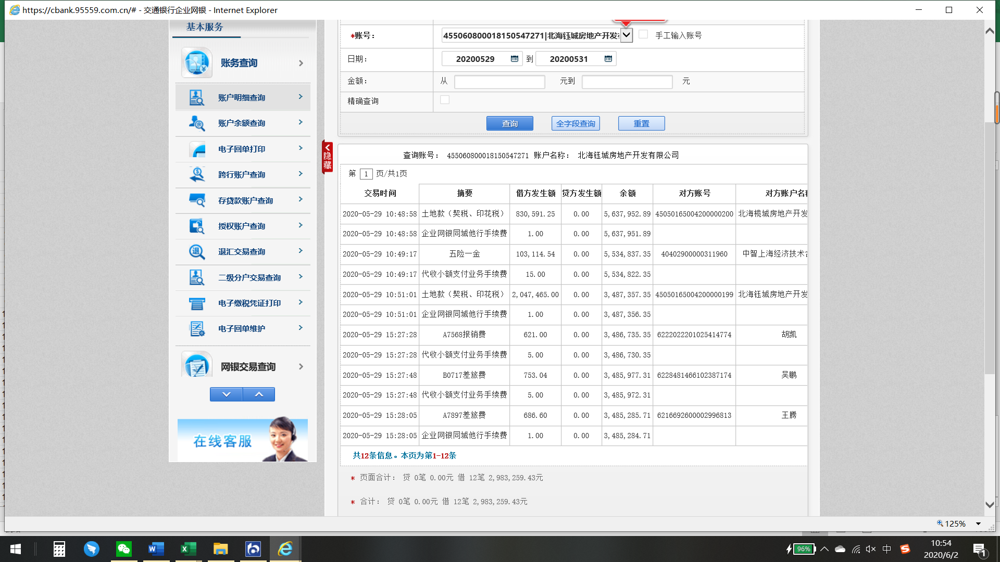 https://cbank.95559.com.cn/# - 交通银行企业网银 - Internet Explorer
基本服务
账务查询
账户明细查询
账户余额查询
电子回单打印
跨行账户查询
存贷款账户查询
授权账户查询
退汇交易查询
二级分户交易查询
电子缴税凭证打印
电子回单维护
网银交易查询
在线客服
隐藏
*账号： 455060800018150547271|北海钰城房地产开发 手工输入账号
日期： 20200529 到 20200531
金额： 从 元到 元
精确查询
查询 全字段查询 重置
查询账号： 455060800018150547271 账户名称： 北海钰城房地产开发有限公司
第 1 页/共1页
交易时间 摘要 借方发生额 贷方发生额 余额 对方账号 对方账户名
2020-05-29 10:48:58 土地款（契税、印花税） 830,591.25 0.00 5,637,952.89 45050165004200000200 北海榄城房地产开发
2020-05-29 10:48:58 企业网银同城他行手续费 1.00 0.00 5,637,951.89
2020-05-29 10:49:17 五险一金 103,114.54 0.00 5,534,837.35 40402900000311960 中智上海经济技术
2020-05-29 10:49:17 代收小额支付业务手续费 15.00 0.00 5,534,822.35
2020-05-29 10:51:01 土地款（契税、印花税） 2,047,465.00 0.00 3,487,357.35 45050165004200000199 北海钰城房地产开发
2020-05-29 10:51:01 企业网银同城他行手续费 1.00 0.00 3,487,356.35
2020-05-29 15:27:28 A7568报销费 621.00 0.00 3,486,735.35 6222022201025414774 胡凯
2020-05-29 15:27:28 代收小额支付业务手续费 5.00 0.00 3,486,730.35
2020-05-29 15:27:48 B0717差旅费 753.04 0.00 3,485,977.31 6228481466102387174 吴鹏
2020-05-29 15:27:48 代收小额支付业务手续费 5.00 0.00 3,485,972.31
2020-05-29 15:28:05 A7897差旅费 686.60 0.00 3,485,285.71 6216692600002996813 王腾
2020-05-29 15:28:05 企业网银同城他行手续费 1.00 0.00 3,485,284.71
共12条信息。本页为第1-12条
* 页面合计： 贷 0笔 0.00元 借 12笔 2,983,259.43元
* 合计： 贷 0笔 0.00元 借 12笔 2,983,259.43元
125%
96% 中
10:54
2020/6/2
1